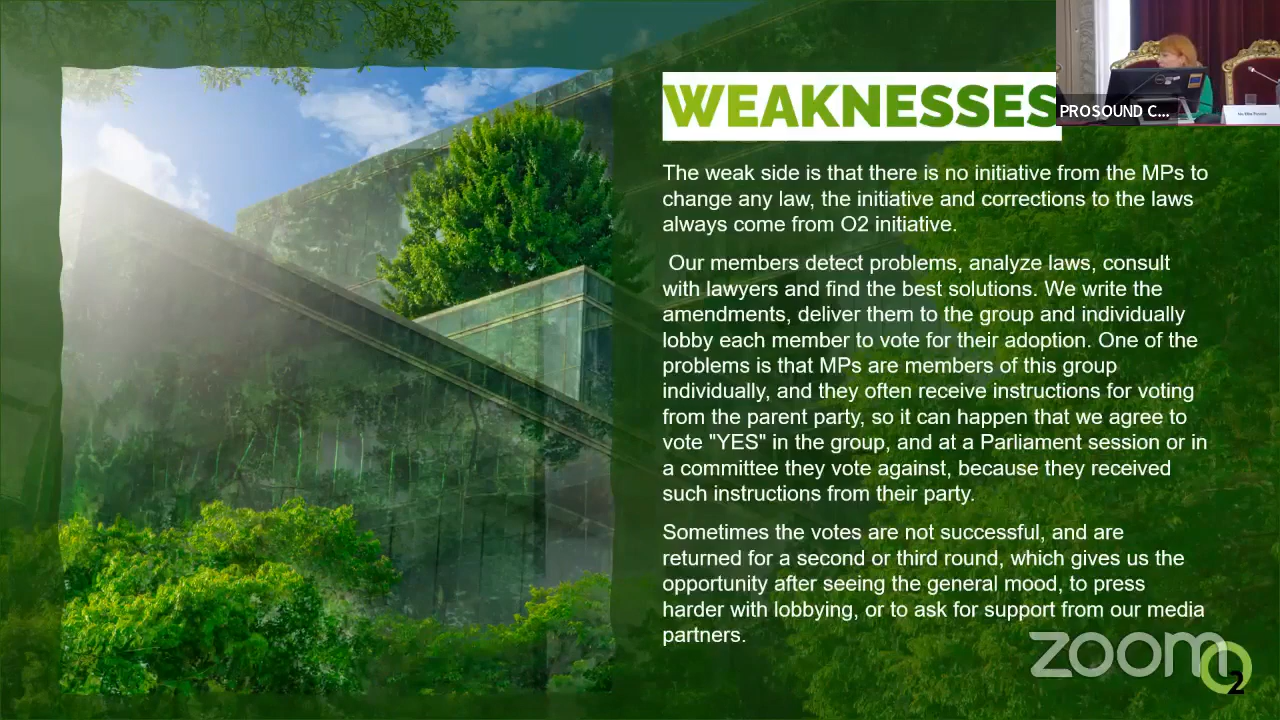 WEAKNESSES
PROSOUND C...
The weak side is that there is no initiative from the MPs to
change any law, the initiative and corrections to the laws
always come from O2 initiative.
Our members detect problems, analyze laws, consult
with lawyers and find the best solutions. We write the
amendments, deliver them to the group and individually
lobby each member to vote for their adoption. One of the
problems is that MPs are members of this group
individually, and they often receive instructions for voting
from the parent party, so it can happen that we agree to
vote "YES" in the group, and at a Parliament session or in
a committee they vote against, because they received
such instructions from their party.
Sometimes the votes are not successful, and are
returned for a second or third round, which gives us the
opportunity after seeing the general mood, to press
harder with lobbying, or to ask for support from our media
partners.
zoom
O2